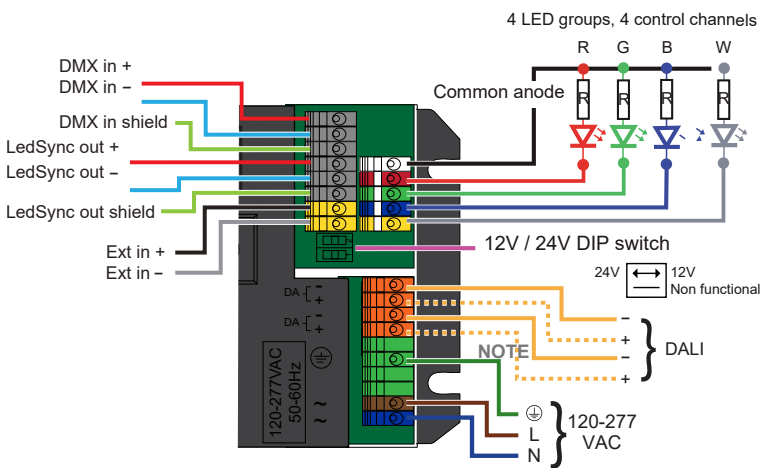 4 LED groups, 4 control channels
R G B W
DMX in +
DMX in –
Common anode
R R R R
DMX in shield
LedSync out +
LedSync out –
LedSync out shield
Ext in +
Ext in –
12V / 24V DIP switch
24V 12V
Non functional
DA - +
DA - +
NOTE
–
+
–
+
DALI
120-277VAC
50-60Hz
~ ~
L
N
120-277
VAC